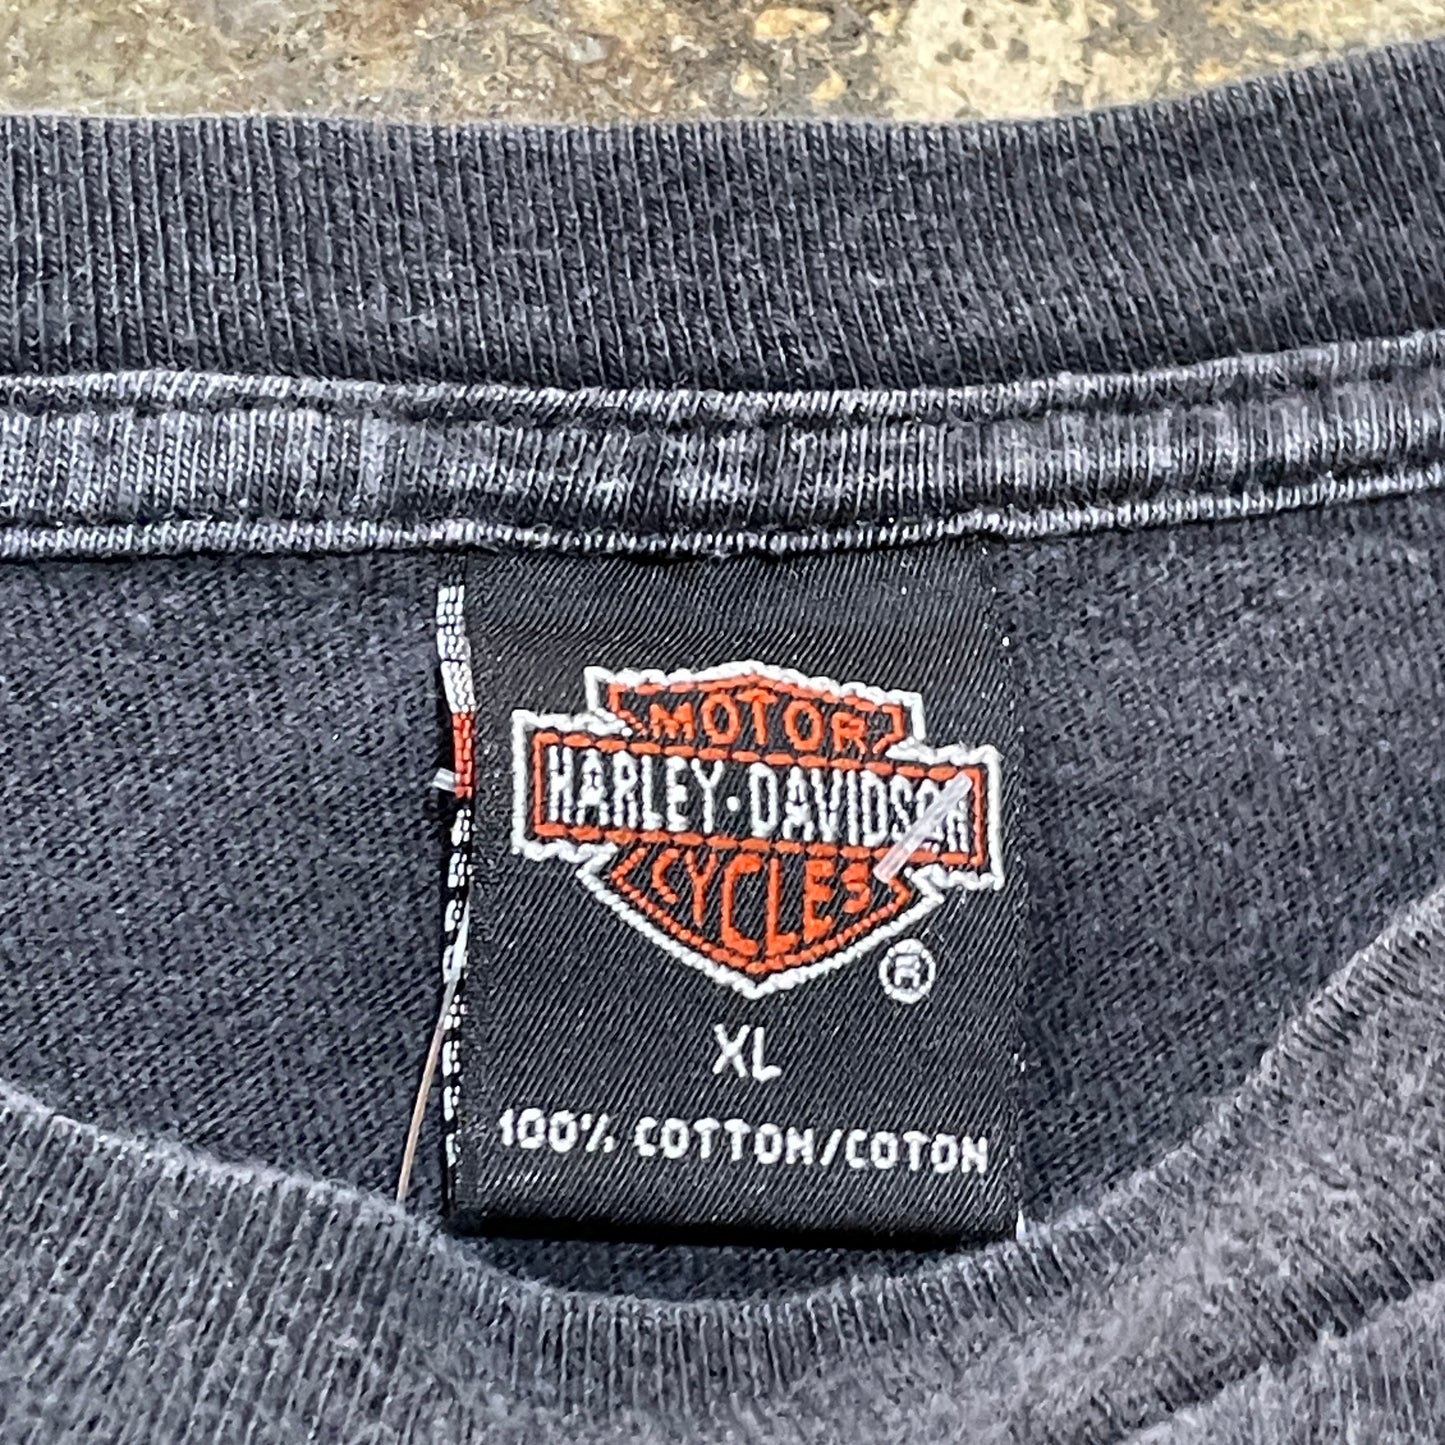 MOTOR
HARLEY-DAVIDSON
CYCLES
®
XL
100% COTTON/COTON